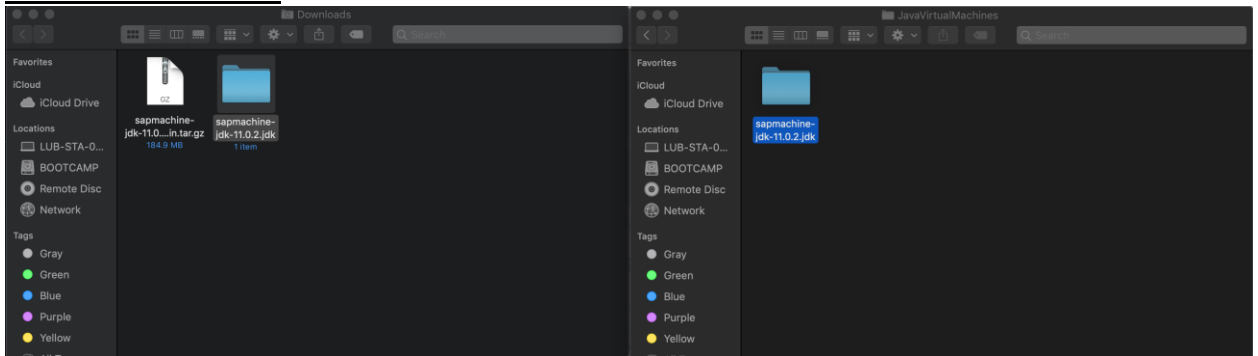 Downloads
Search
Favorites
iCloud
iCloud Drive
Locations
LUB-STA-0...
BOOTCAMP
Remote Disc
Network
Tags
Gray
Green
Blue
Purple
Yellow
GZ
sapmachine-
jdk-11.0....in.tar.gz
184.9 MB
sapmachine-
jdk-11.0.2.jdk
1 item
JavaVirtualMachines
Search
Favorites
iCloud
iCloud Drive
Locations
LUB-STA-0...
BOOTCAMP
Remote Disc
Network
Tags
Gray
Green
Blue
Purple
Yellow
sapmachine-
jdk-11.0.2.jdk